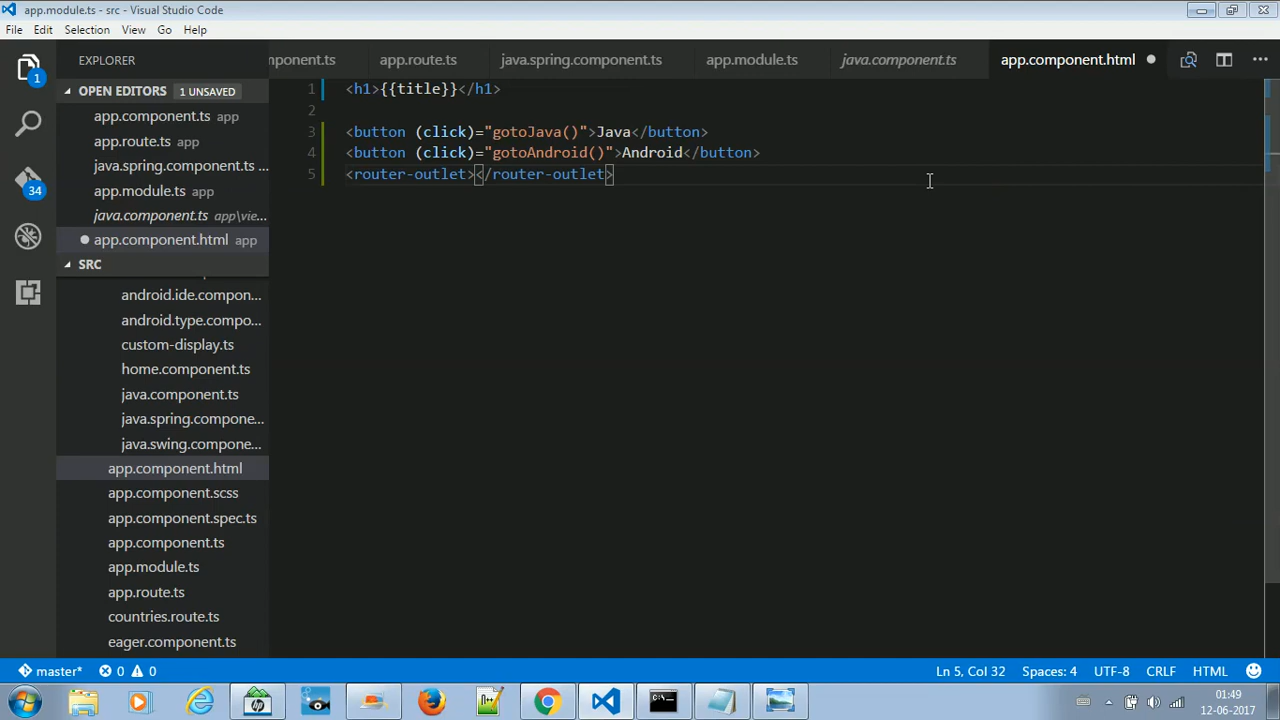 app.module.ts - src - Visual Studio Code
File Edit Selection View Go Help
EXPLORER
mponent.ts app.route.ts java.spring.component.ts app.module.ts java.component.ts app.component.html
OPEN EDITORS 1 UNSAVED
app.component.ts app
app.route.ts app
java.spring.component.ts ...
app.module.ts app
java.component.ts app\vie...
app.component.html app
SRC
android.ide.compon...
android.type.compo...
custom-display.ts
home.component.ts
java.component.ts
java.spring.compone...
java.swing.compone...
app.component.html
app.component.scss
app.component.spec.ts
app.component.ts
app.module.ts
app.route.ts
countries.route.ts
eager.component.ts
1 <h1>{{title}}</h1>
2
3 <button (click)="gotoJava()">Java</button>
4 <button (click)="gotoAndroid()">Android</button>
5 <router-outlet></router-outlet>
1
34
master* 0 0 Ln 5, Col 32 Spaces: 4 UTF-8 CRLF HTML
01:49
12-06-2017